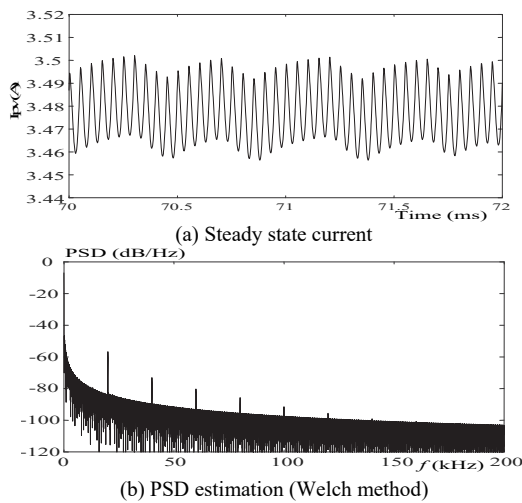 3.52
3.51
3.5
3.49
Ipv(A)
3.48
3.47
3.46
3.45
3.44
70 70.5 71 71.5 72
Time (ms)
(a) Steady state current
PSD (dB/Hz)
0
-20
-40
-60
-80
-100
-120
0 50 100 150 200
f (kHz)
(b) PSD estimation (Welch method)